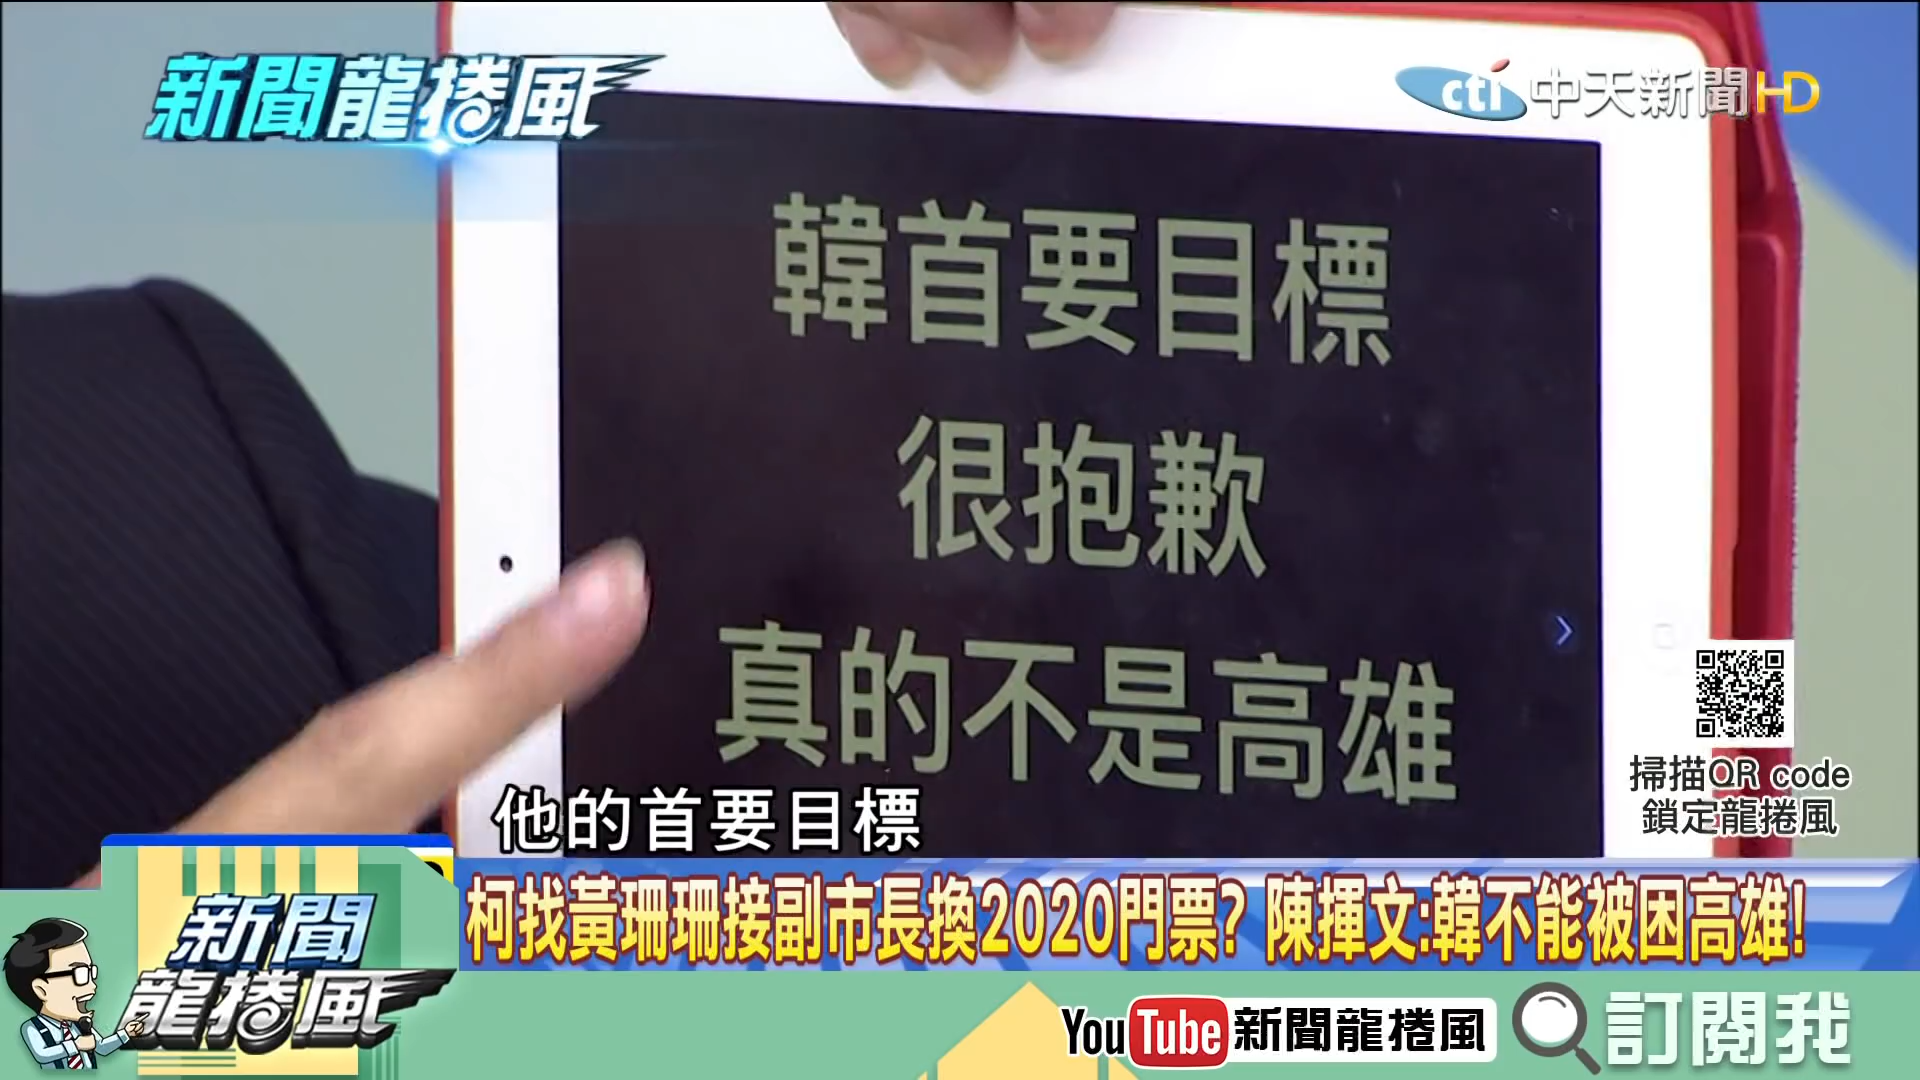 新聞龍捲風
cti 中天新聞HD
韓首要目標
很抱歉
真的不是高雄
掃描QR code
鎖定龍捲風
他的首要目標
柯找黃珊珊接副市長換2020門票? 陳揮文:韓不能被困高雄!
新聞
龍捲風
YouTube 新聞龍捲風 訂閱我